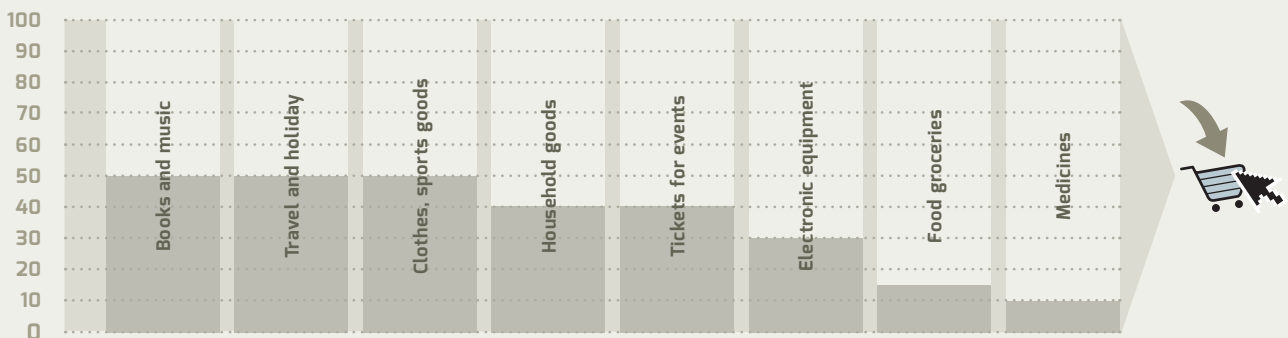 100
90
80
70
60
50
40
30
20
10
0
Books and music
Travel and holiday
Clothes, sports goods
Household goods
Tickets for events
Electronic equipment
Food groceries
Medicines